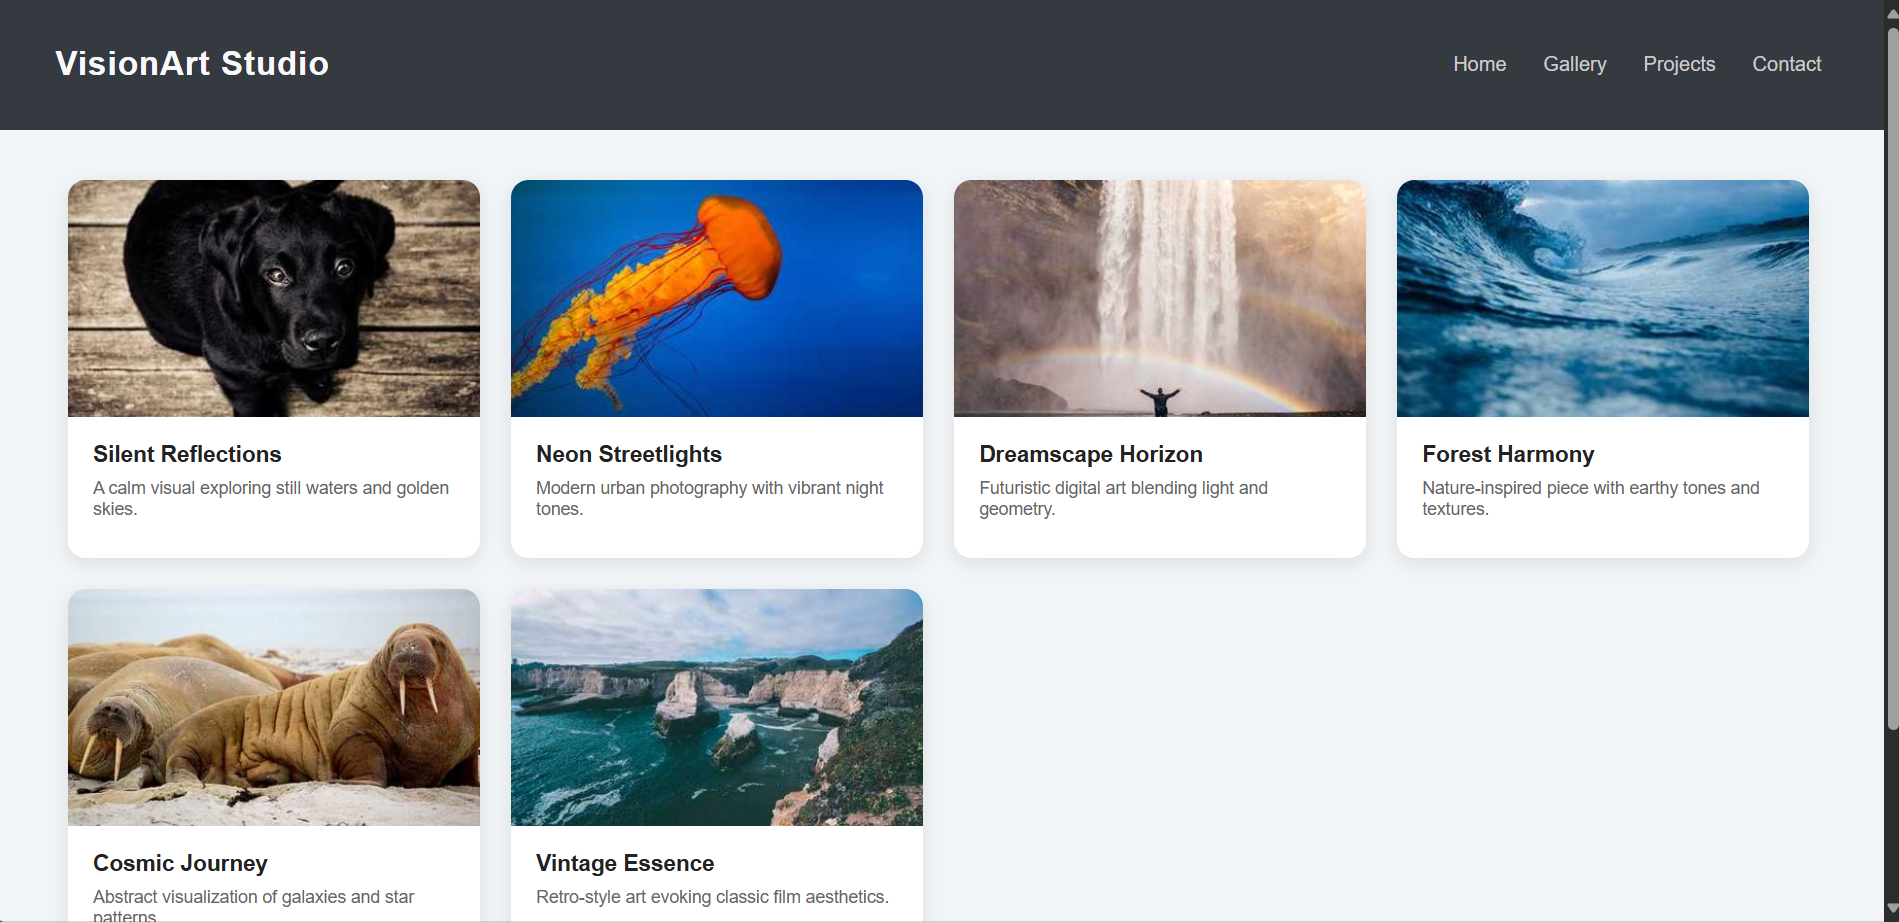 VisionArt Studio
Home Gallery Projects Contact
Silent Reflections
A calm visual exploring still waters and golden
skies.
Neon Streetlights
Modern urban photography with vibrant night
tones.
Dreamscape Horizon
Futuristic digital art blending light and
geometry.
Forest Harmony
Nature-inspired piece with earthy tones and
textures.
Cosmic Journey
Abstract visualization of galaxies and star
patterns.
Vintage Essence
Retro-style art evoking classic film aesthetics.